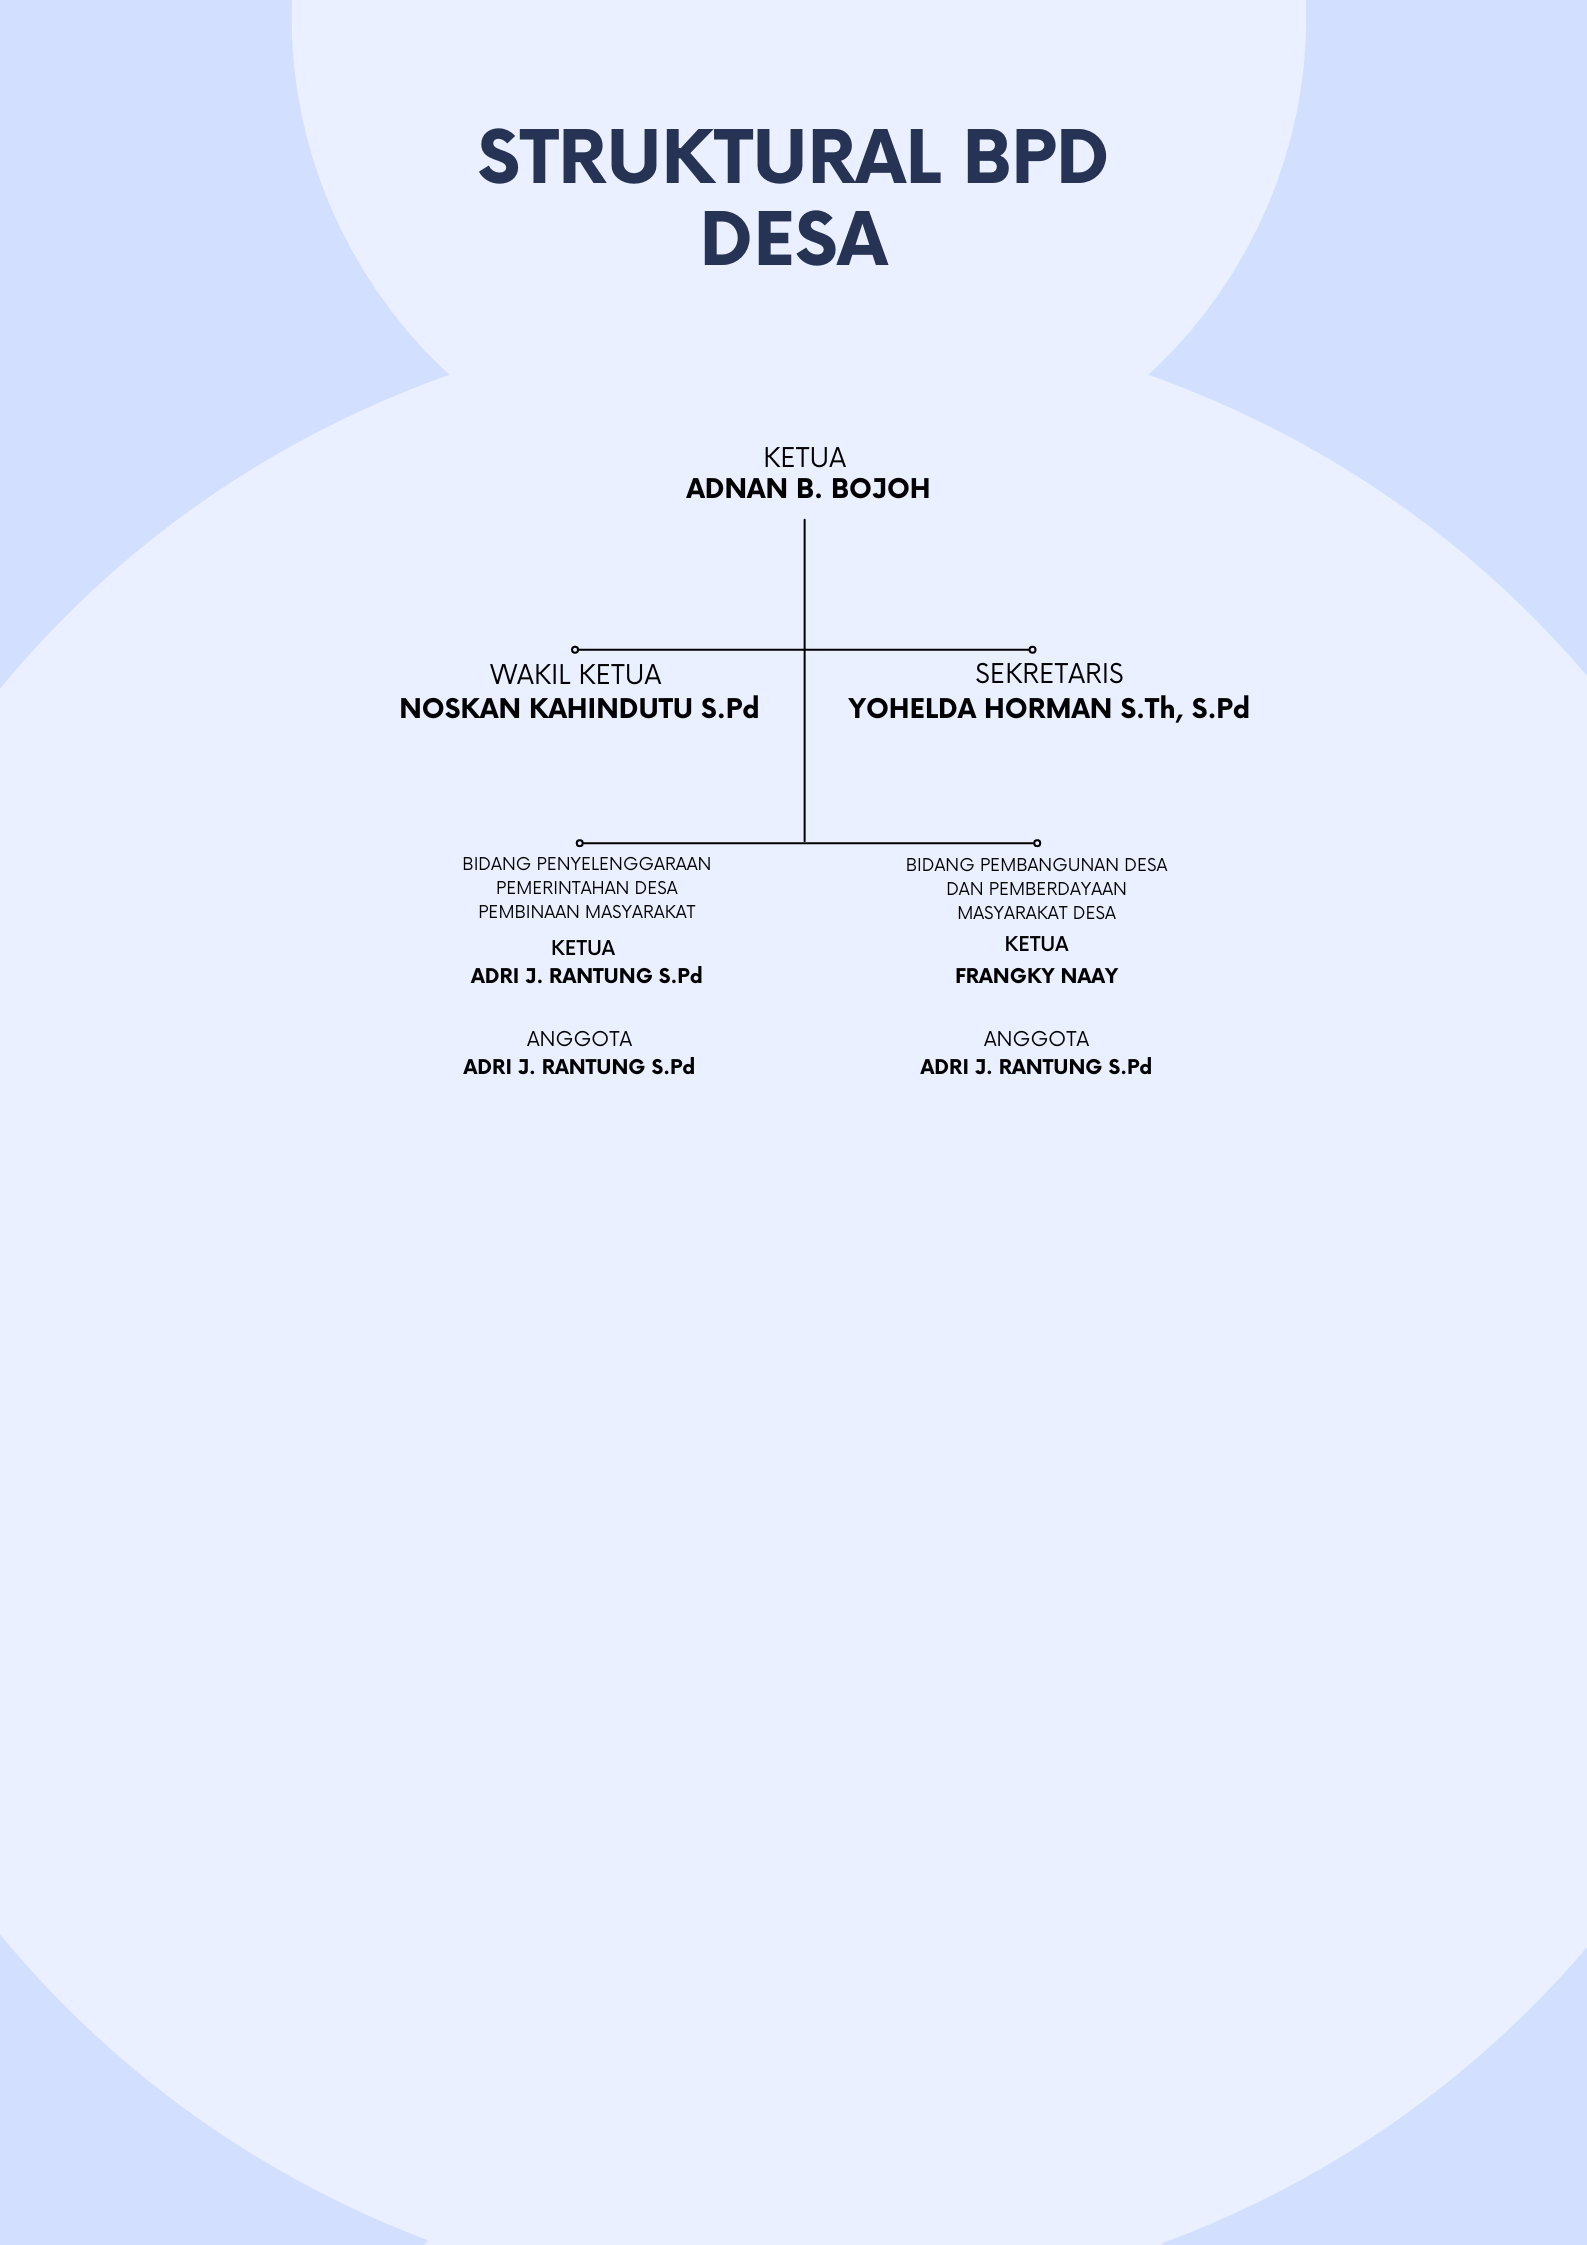 STRUKTURAL BPD
DESA
KETUA
ADNAN B. BOJOH
WAKIL KETUA
NOSKAN KAHINDUTU S.Pd
SEKRETARIS
YOHELDA HORMAN S.Th, S.Pd
BIDANG PENYELENGGARAAN
PEMERINTAHAN DESA
PEMBINAAN MASYARAKAT
KETUA
ADRI J. RANTUNG S.Pd
ANGGOTA
ADRI J. RANTUNG S.Pd
BIDANG PEMBANGUNAN DESA
DAN PEMBERDAYAAN
MASYARAKAT DESA
KETUA
FRANGKY NAAY
ANGGOTA
ADRI J. RANTUNG S.Pd